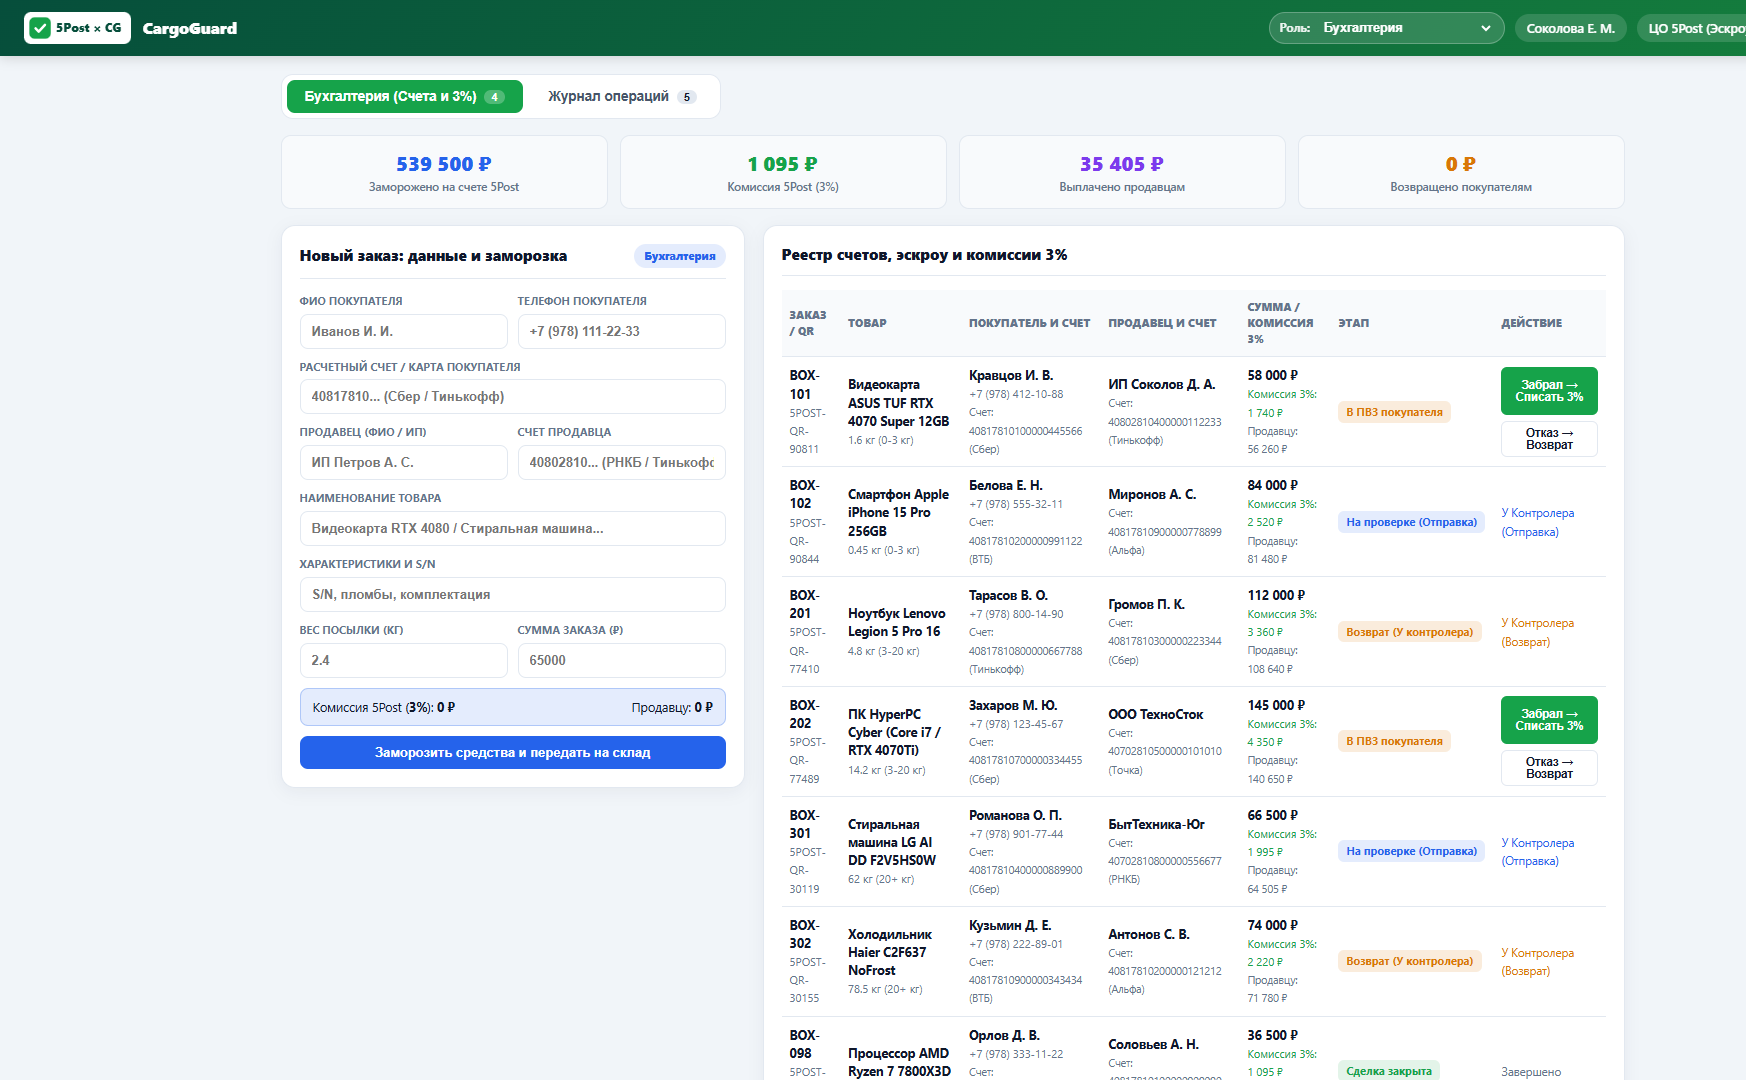 5Post × CG
CargoGuard
Роль: Бухгалтерия
Соколова Е. М.
ЦО 5Post (Эскро
Бухгалтерия (Счета и 3%) 4
Журнал операций 5
539 500 ₽
Заморожено на счете 5Post
1 095 ₽
Комиссия 5Post (3%)
35 405 ₽
Выплачено продавцам
0 ₽
Возвращено покупателям
Новый заказ: данные и заморозка
Бухгалтерия
ФИО ПОКУПАТЕЛЯ
ТЕЛЕФОН ПОКУПАТЕЛЯ
Иванов И. И.
+7 (978) 111-22-33
РАСЧЕТНЫЙ СЧЕТ / КАРТА ПОКУПАТЕЛЯ
40817810... (Сбер / Тинькофф)
ПРОДАВЕЦ (ФИО / ИП)
СЧЕТ ПРОДАВЦА
ИП Петров А. С.
40802810... (РНКБ / Тинькофф
НАИМЕНОВАНИЕ ТОВАРА
Видеокарта RTX 4080 / Стиральная машина...
ХАРАКТЕРИСТИКИ И S/N
S/N, пломбы, комплектация
ВЕС ПОСЫЛКИ (КГ)
СУММА ЗАКАЗА (₽)
2.4
65000
Комиссия 5Post (3%): 0 ₽
Продавцу: 0 ₽
Заморозить средства и передать на склад
Реестр счетов, эскроу и комиссии 3%
ЗАКАЗ
/ QR
ТОВАР
ПОКУПАТЕЛЬ И СЧЕТ
ПРОДАВЕЦ И СЧЕТ
СУММА /
КОМИССИЯ
3%
ЭТАП
ДЕЙСТВИЕ
BOX-
101
5POST-
QR-
90811
Видеокарта
ASUS TUF RTX
4070 Super 12GB
1.6 кг (0-3 кг)
Кравцов И. В.
+7 (978) 412-10-88
Счет:
40817810100000445566
(Сбер)
ИП Соколов Д. А.
Счет:
40802810400000112233
(Тинькофф)
58 000 ₽
Комиссия 3%:
1 740 ₽
Продавцу:
56 260 ₽
В ПВЗ покупателя
Забрал →
Списать 3%
Отказ →
Возврат
BOX-
102
5POST-
QR-
90844
Смартфон Apple
iPhone 15 Pro
256GB
0.45 кг (0-3 кг)
Белова Е. Н.
+7 (978) 555-32-11
Счет:
40817810200000991122
(ВТБ)
Миронов А. С.
Счет:
40817810900000778899
(Альфа)
84 000 ₽
Комиссия 3%:
2 520 ₽
Продавцу:
81 480 ₽
На проверке (Отправка)
У Контролера
(Отправка)
BOX-
201
5POST-
QR-
77410
Ноутбук Lenovo
Legion 5 Pro 16
4.8 кг (3-20 кг)
Тарасов В. О.
+7 (978) 800-14-90
Счет:
40817810800000667788
(Тинькофф)
Громов П. К.
Счет:
40817810300000223344
(Сбер)
112 000 ₽
Комиссия 3%:
3 360 ₽
Продавцу:
108 640 ₽
Возврат (У контролера)
У Контролера
(Возврат)
BOX-
202
5POST-
QR-
77489
ПК HyperPC
Cyber (Core i7 /
RTX 4070Ti)
14.2 кг (3-20 кг)
Захаров М. Ю.
+7 (978) 123-45-67
Счет:
40817810700000334455
(Сбер)
ООО ТехноСток
Счет:
40702810500000101010
(Точка)
145 000 ₽
Комиссия 3%:
4 350 ₽
Продавцу:
140 650 ₽
В ПВЗ покупателя
Забрал →
Списать 3%
Отказ →
Возврат
BOX-
301
5POST-
QR-
30119
Стиральная
машина LG AI
DD F2V5HS0W
62 кг (20+ кг)
Романова О. П.
+7 (978) 901-77-44
Счет:
40817810400000889900
(Сбер)
БытТехника-Юг
Счет:
40702810800000556677
(РНКБ)
66 500 ₽
Комиссия 3%:
1 995 ₽
Продавцу:
64 505 ₽
На проверке (Отправка)
У Контролера
(Отправка)
BOX-
302
5POST-
QR-
30155
Холодильник
Haier C2F637
NoFrost
78.5 кг (20+ кг)
Кузьмин Д. Е.
+7 (978) 222-89-01
Счет:
40817810900000343434
(ВТБ)
Антонов С. В.
Счет:
40817810200000121212
(Альфа)
74 000 ₽
Комиссия 3%:
2 220 ₽
Продавцу:
71 780 ₽
Возврат (У контролера)
У Контролера
(Возврат)
BOX-
098
5POST-
Процессор AMD
Ryzen 7 7800X3D
Орлов Д. В.
+7 (978) 333-11-22
Счет:
Соловьев А. Н.
Счет:
36 500 ₽
Комиссия 3%:
1 095 ₽
Сделка закрыта
Завершено